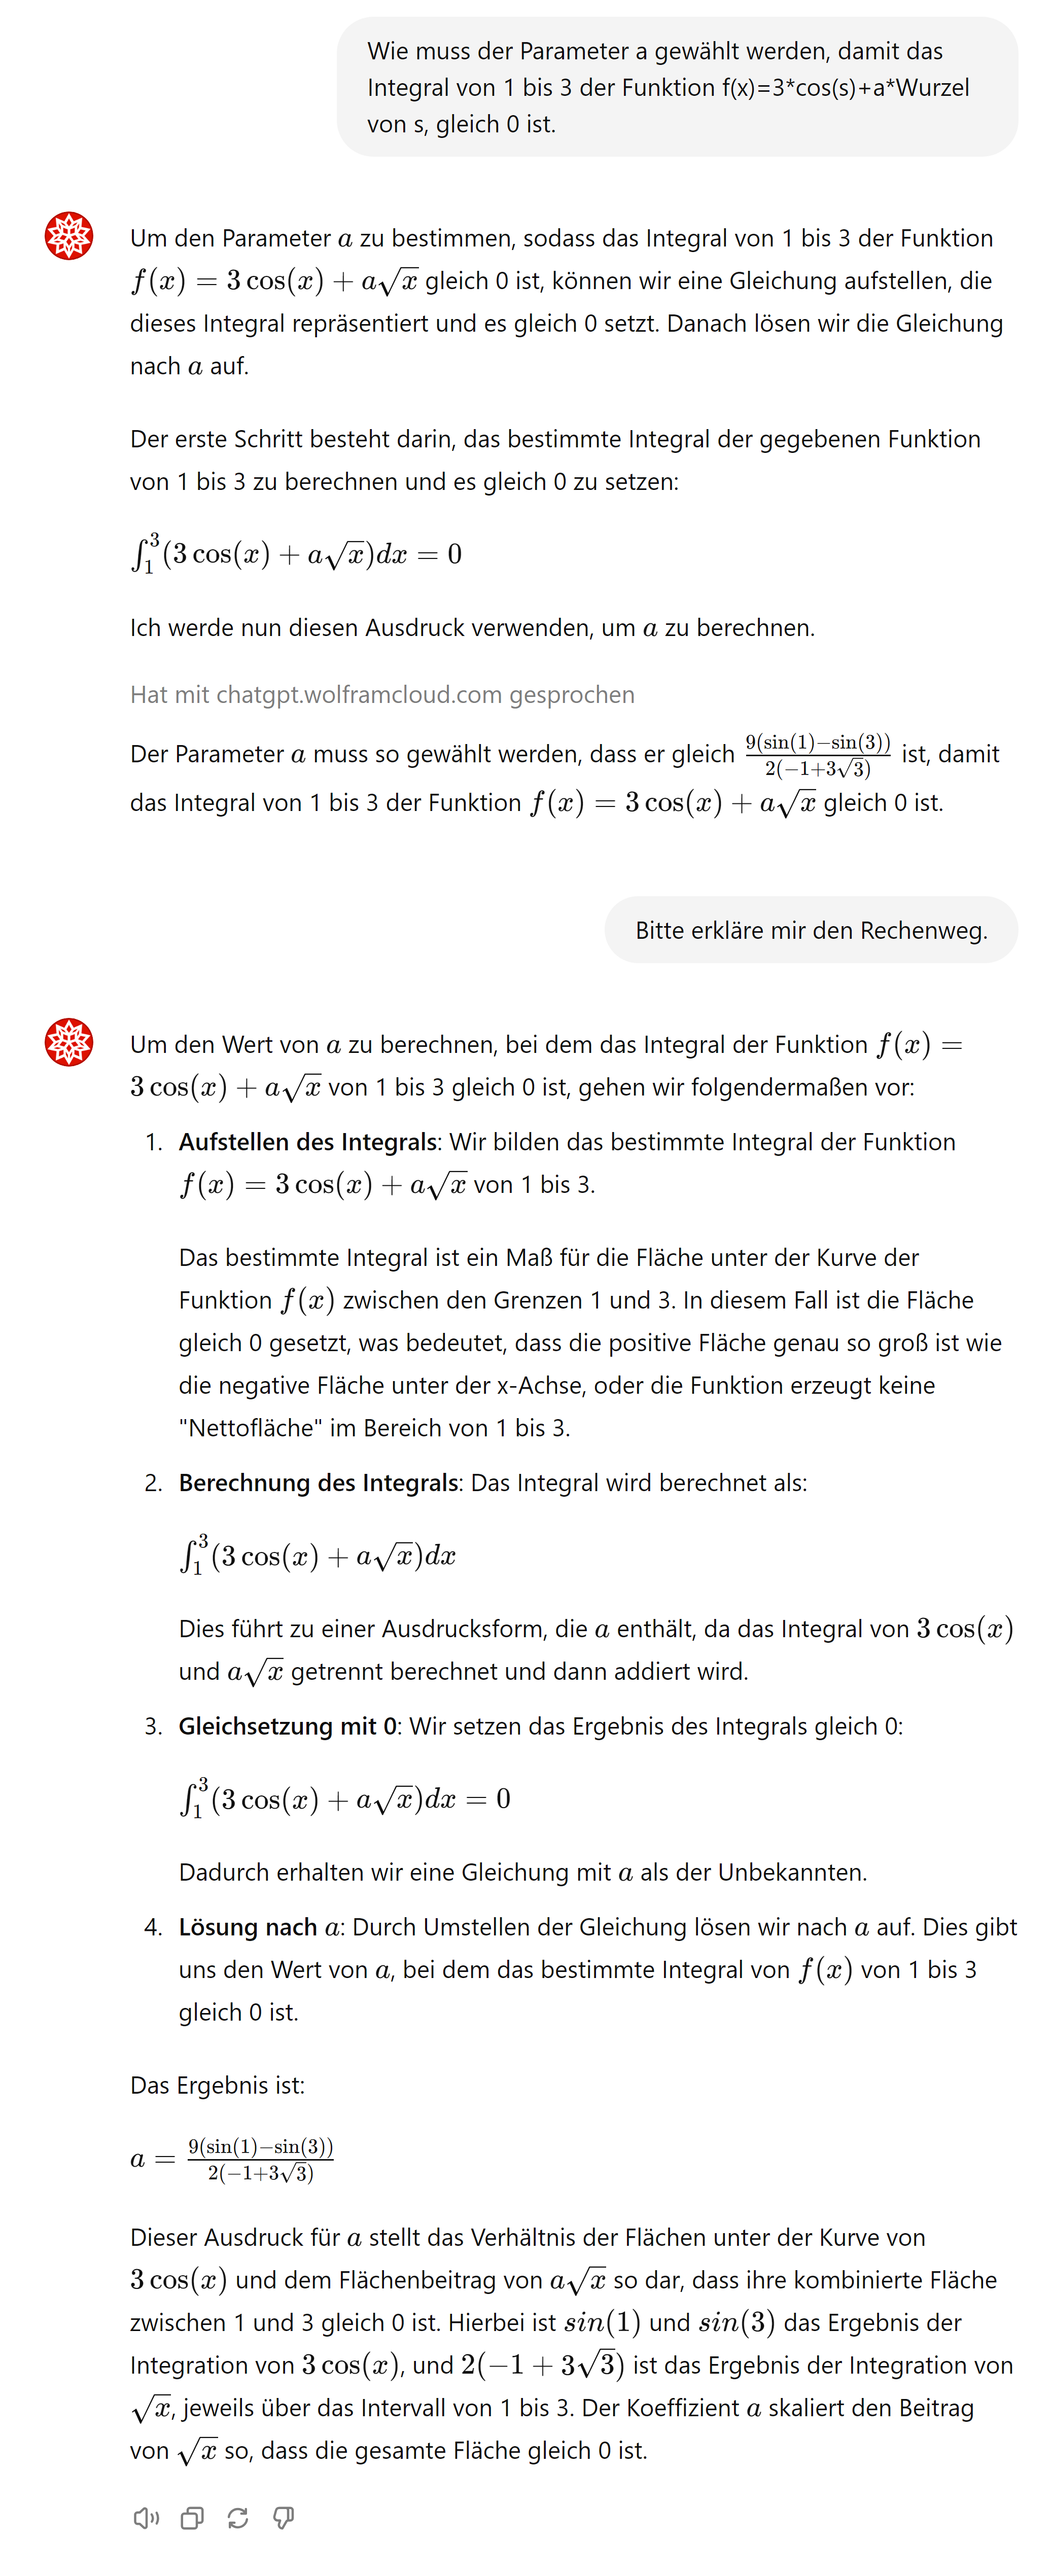 Wie muss der Parameter a gewählt werden, damit das
Integral von 1 bis 3 der Funktion f(x)=3*cos(s)+a*Wurzel
von s, gleich 0 ist.
Um den Parameter a zu bestimmen, sodass das Integral von 1 bis 3 der Funktion
f(x) = 3 cos(x) + a√x gleich 0 ist, können wir eine Gleichung aufstellen, die
dieses Integral repräsentiert und es gleich 0 setzt. Danach lösen wir die Gleichung
nach a auf.
Der erste Schritt besteht darin, das bestimmte Integral der gegebenen Funktion
von 1 bis 3 zu berechnen und es gleich 0 zu setzen:
∫₁³(3 cos(x) + a√x)dx = 0
Ich werde nun diesen Ausdruck verwenden, um a zu berechnen.
Hat mit chatgpt.wolframcloud.com gesprochen
Der Parameter a muss so gewählt werden, dass er gleich 9(sin(1)−sin(3))/2(−1+3√3) ist, damit
das Integral von 1 bis 3 der Funktion f(x) = 3 cos(x) + a√x gleich 0 ist.
Bitte erkläre mir den Rechenweg.
Um den Wert von a zu berechnen, bei dem das Integral der Funktion f(x) =
3 cos(x) + a√x von 1 bis 3 gleich 0 ist, gehen wir folgendermaßen vor:
1. Aufstellen des Integrals: Wir bilden das bestimmte Integral der Funktion
f(x) = 3 cos(x) + a√x von 1 bis 3.
Das bestimmte Integral ist ein Maß für die Fläche unter der Kurve der
Funktion f(x) zwischen den Grenzen 1 und 3. In diesem Fall ist die Fläche
gleich 0 gesetzt, was bedeutet, dass die positive Fläche genau so groß ist wie
die negative Fläche unter der x-Achse, oder die Funktion erzeugt keine
"Nettofläche" im Bereich von 1 bis 3.
2. Berechnung des Integrals: Das Integral wird berechnet als:
∫₁³(3 cos(x) + a√x)dx
Dies führt zu einer Ausdrucksform, die a enthält, da das Integral von 3 cos(x)
und a√x getrennt berechnet und dann addiert wird.
3. Gleichsetzung mit 0: Wir setzen das Ergebnis des Integrals gleich 0:
∫₁³(3 cos(x) + a√x)dx = 0
Dadurch erhalten wir eine Gleichung mit a als der Unbekannten.
4. Lösung nach a: Durch Umstellen der Gleichung lösen wir nach a auf. Dies gibt
uns den Wert von a, bei dem das bestimmte Integral von f(x) von 1 bis 3
gleich 0 ist.
Das Ergebnis ist:
a = 9(sin(1)−sin(3))/2(−1+3√3)
Dieser Ausdruck für a stellt das Verhältnis der Flächen unter der Kurve von
3 cos(x) und dem Flächenbeitrag von a√x so dar, dass ihre kombinierte Fläche
zwischen 1 und 3 gleich 0 ist. Hierbei ist sin(1) und sin(3) das Ergebnis der
Integration von 3 cos(x), und 2(−1 + 3√3) ist das Ergebnis der Integration von
√x, jeweils über das Intervall von 1 bis 3. Der Koeffizient a skaliert den Beitrag
von √x so, dass die gesamte Fläche gleich 0 ist.